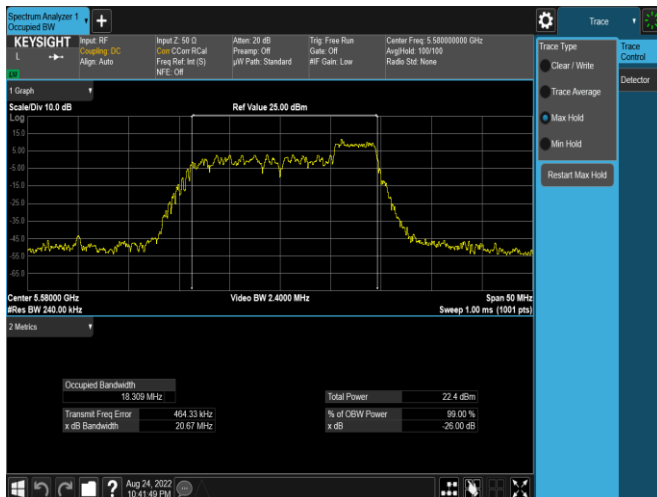 Spectrum Analyzer 1
Occupied BW
+
Trace
KEYSIGHT
L
Input: RF
Coupling: DC
Align: Auto
Input Z: 50 Ω
Corr CCorr RCal
Freq Ref: Int (S)
NFE: Off
Atten: 20 dB
Preamp: Off
µW Path: Standard
Trig: Free Run
Gate: Off
#IF Gain: Low
Center Freq: 5.580000000 GHz
Avg|Hold: 100/100
Radio Std: None
Trace Type
Clear / Write
Trace Average
Max Hold
Min Hold
Restart Max Hold
Trace
Control
Detector
1 Graph
Scale/Div 10.0 dB
Ref Value 25.00 dBm
Log
15.0
5.00
-5.00
-15.0
-25.0
-35.0
-45.0
-55.0
-65.0
Center 5.58000 GHz
#Res BW 240.00 kHz
Video BW 2.4000 MHz
Span 50 MHz
Sweep 1.00 ms (1001 pts)
2 Metrics
Occupied Bandwidth
18.309 MHz
Transmit Freq Error 464.33 kHz
x dB Bandwidth 20.67 MHz
Total Power 22.4 dBm
% of OBW Power 99.00 %
x dB -26.00 dB
?
Aug 24, 2022
10:41:49 PM